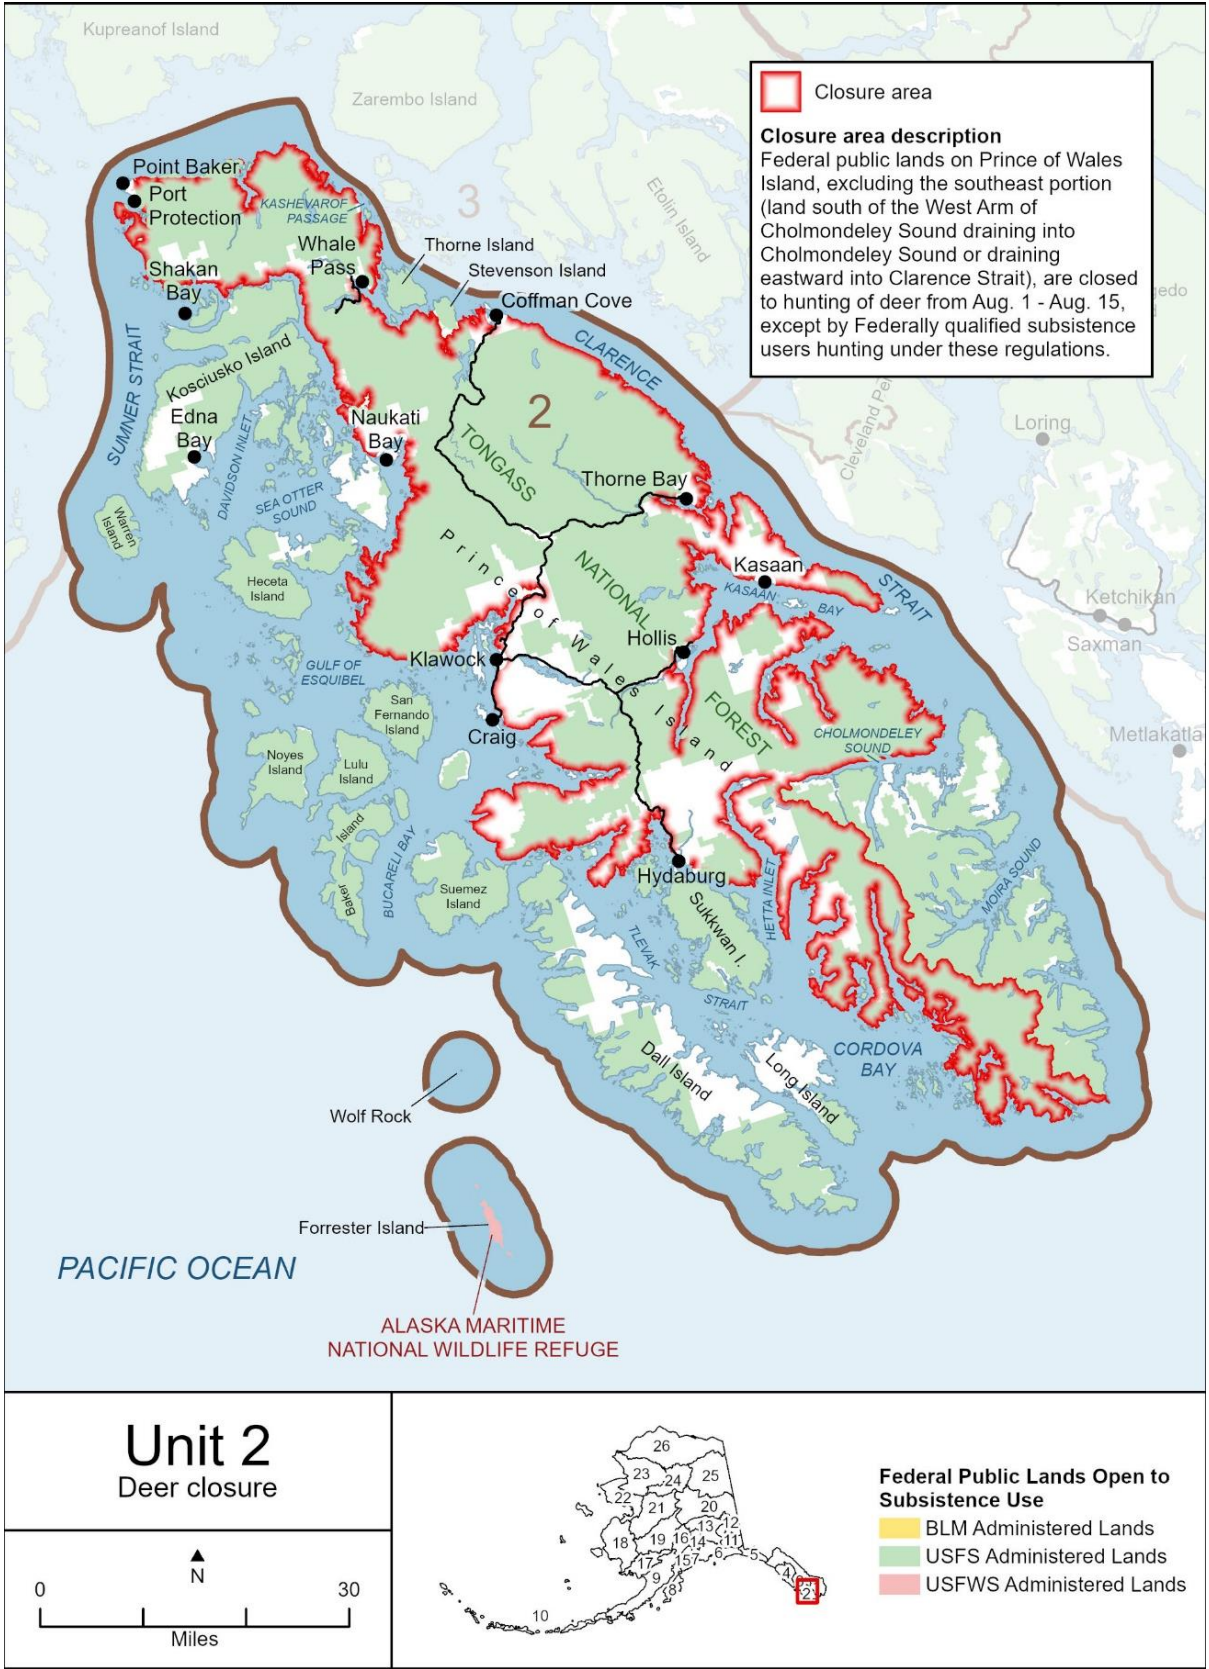 Kupreanof Island
Zarembo Island
Etolin Island
3
Closure area
Closure area description
Federal public lands on Prince of Wales
Island, excluding the southeast portion
(land south of the West Arm of
Cholmondeley Sound draining into
Cholmondeley Sound or draining
eastward into Clarence Strait), are closed
to hunting of deer from Aug. 1 - Aug. 15,
except by Federally qualified subsistence
users hunting under these regulations.
Point Baker
Port
Protection
KASHEVAROF
PASSAGE
Whale
Pass
Thorne Island
Stevenson Island
Coffman Cove
Shakan
Bay
SUMNER STRAIT
Kosciusko Island
CLARENCE
STRAIT
Edna
Bay
DAVIDSON INLET
Naukati
Bay
2
TONGASS
NATIONAL
FOREST
Loring
Cleveland Pen
SEA OTTER
SOUND
Thorne Bay
Warren
Island
Prince of Wales Island
Heceta
Island
Kasaan
KASAAN
BAY
Ketchikan
Saxman
Hollis
Klawock
GULF OF
ESQUIBEL
San
Fernando
Island
Craig
CHOLMONDELEY
SOUND
Metlakatla
Noyes
Island
Lulu
Island
Baker
Island
BUCARELI BAY
Suemez
Island
Hydaburg
HETTA INLET
MOIRA SOUND
Sukkwan I.
TLEVAK
STRAIT
CORDOVA
BAY
Dall Island
Long Island
Wolf Rock
Forrester Island
PACIFIC OCEAN
ALASKA MARITIME
NATIONAL WILDLIFE REFUGE
Unit 2
Deer closure
N
0
30
Miles
26
23
24
25
22
21
20
18
19
16
13
14
12
11
17
15
7
6
5
9
8
4
2
10
Federal Public Lands Open to
Subsistence Use
BLM Administered Lands
USFS Administered Lands
USFWS Administered Lands